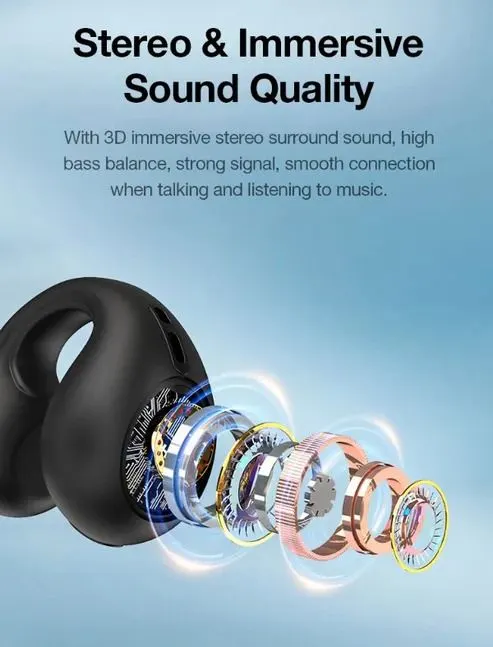 Stereo & Immersive
Sound Quality
With 3D immersive stereo surround sound, high
bass balance, strong signal, smooth connection
when talking and listening to music.